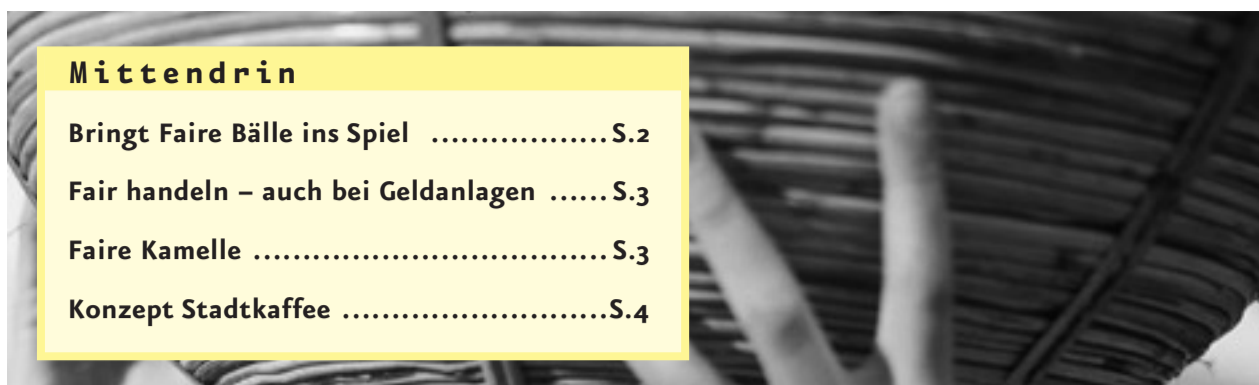 Mittendrin
Bringt Faire Bälle ins Spiel ..................S.2
Fair handeln – auch bei Geldanlagen ......S.3
Faire Kamelle ....................................S.3
Konzept Stadtkaffee ...........................S.4